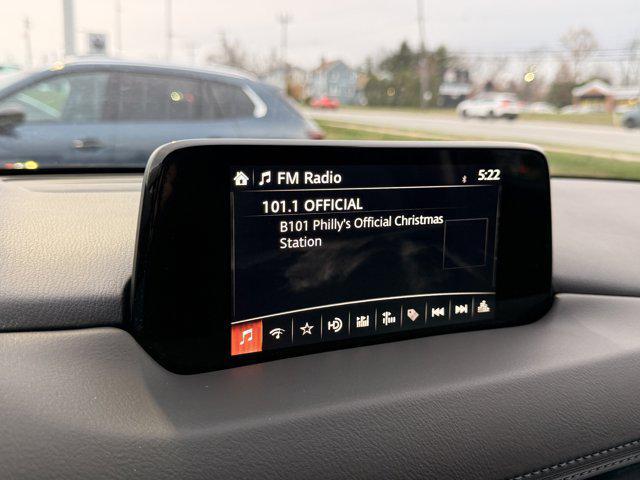 FM Radio
5:22
101.1 OFFICIAL
B101 Philly's Official Christmas
Station